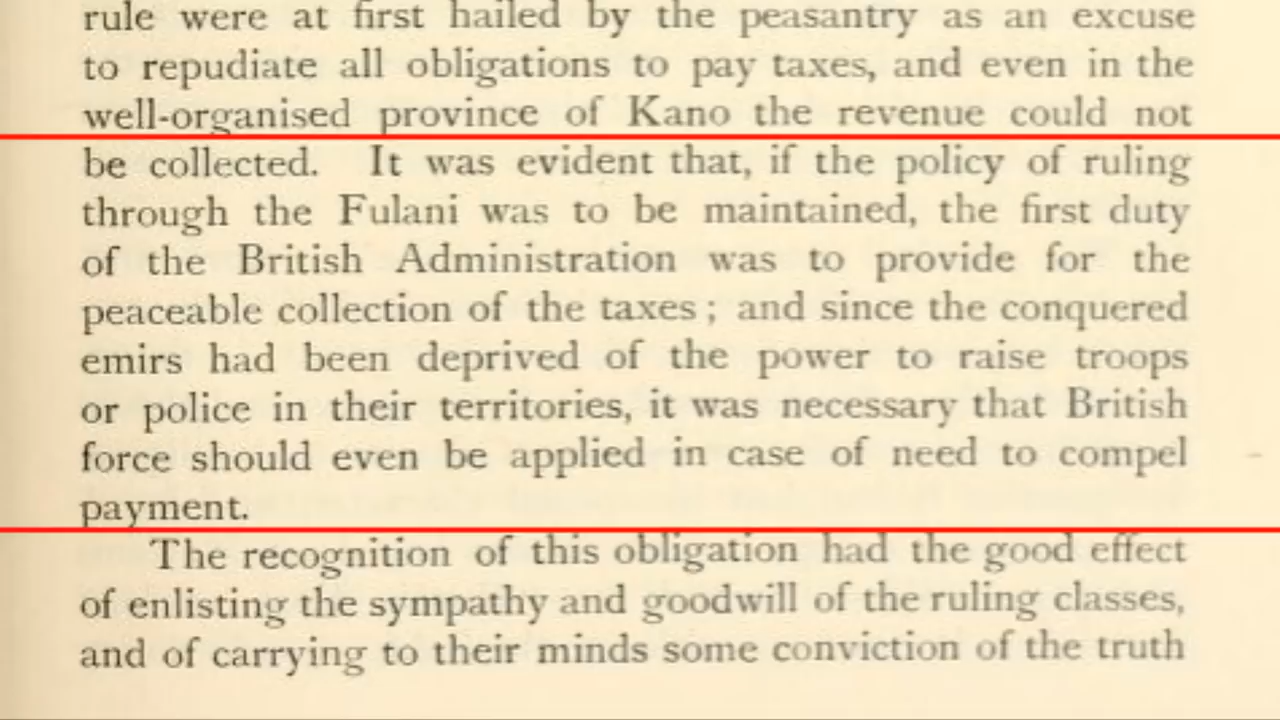 rule were at first hailed by the peasantry as an excuse
to repudiate all obligations to pay taxes, and even in the
well-organised province of Kano the revenue could not
be collected. It was evident that, if the policy of ruling
through the Fulani was to be maintained, the first duty
of the British Administration was to provide for the
peaceable collection of the taxes; and since the conquered
emirs had been deprived of the power to raise troops
or police in their territories, it was necessary that British
force should even be applied in case of need to compel
payment.
The recognition of this obligation had the good effect
of enlisting the sympathy and goodwill of the ruling classes,
and of carrying to their minds some conviction of the truth